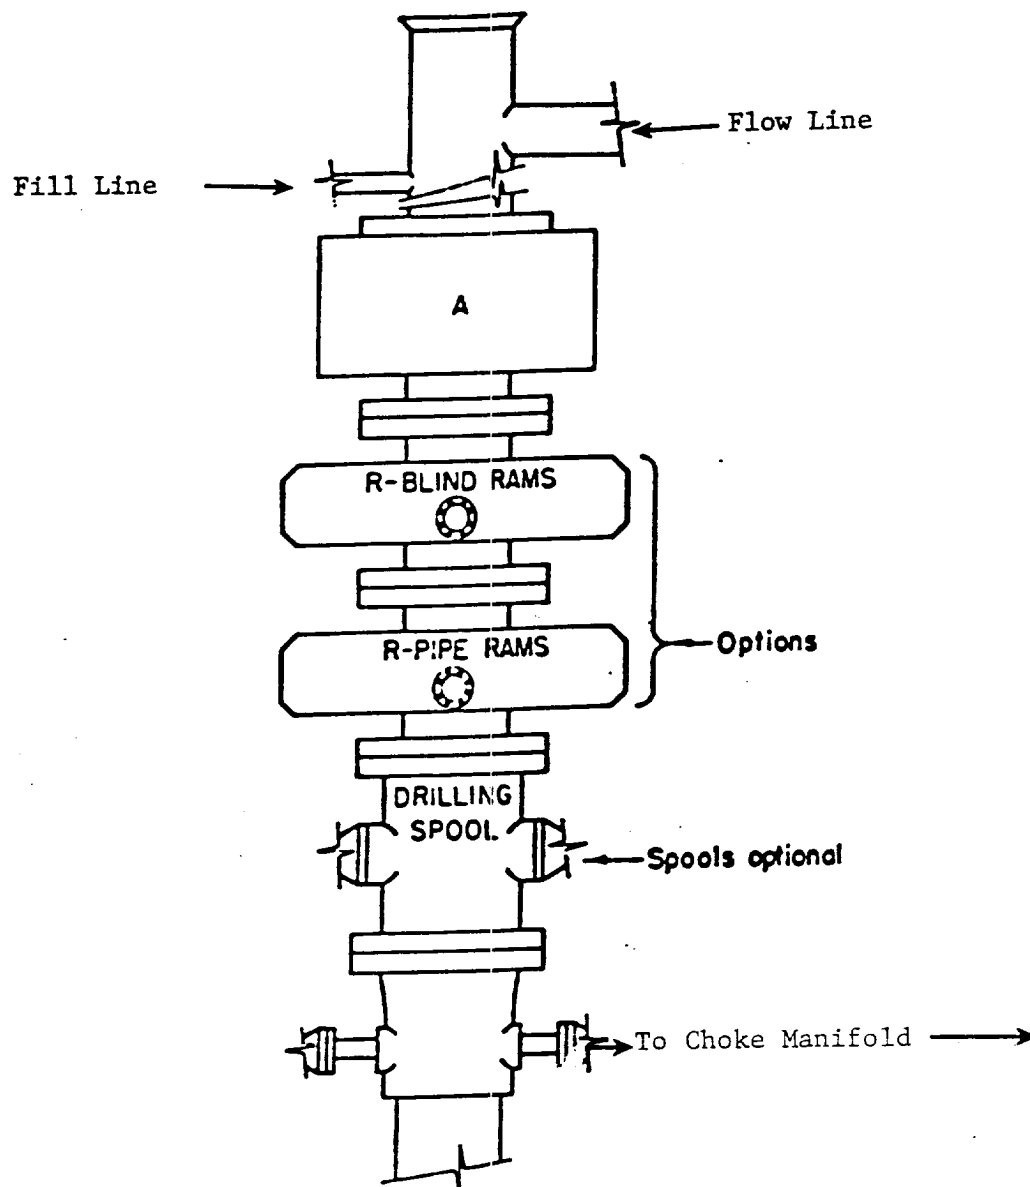 Flow Line
Fill Line
A
R-BLIND RAMS
R-PIPE RAMS
Options
DRILLING
SPOOL
Spools optional
To Choke Manifold